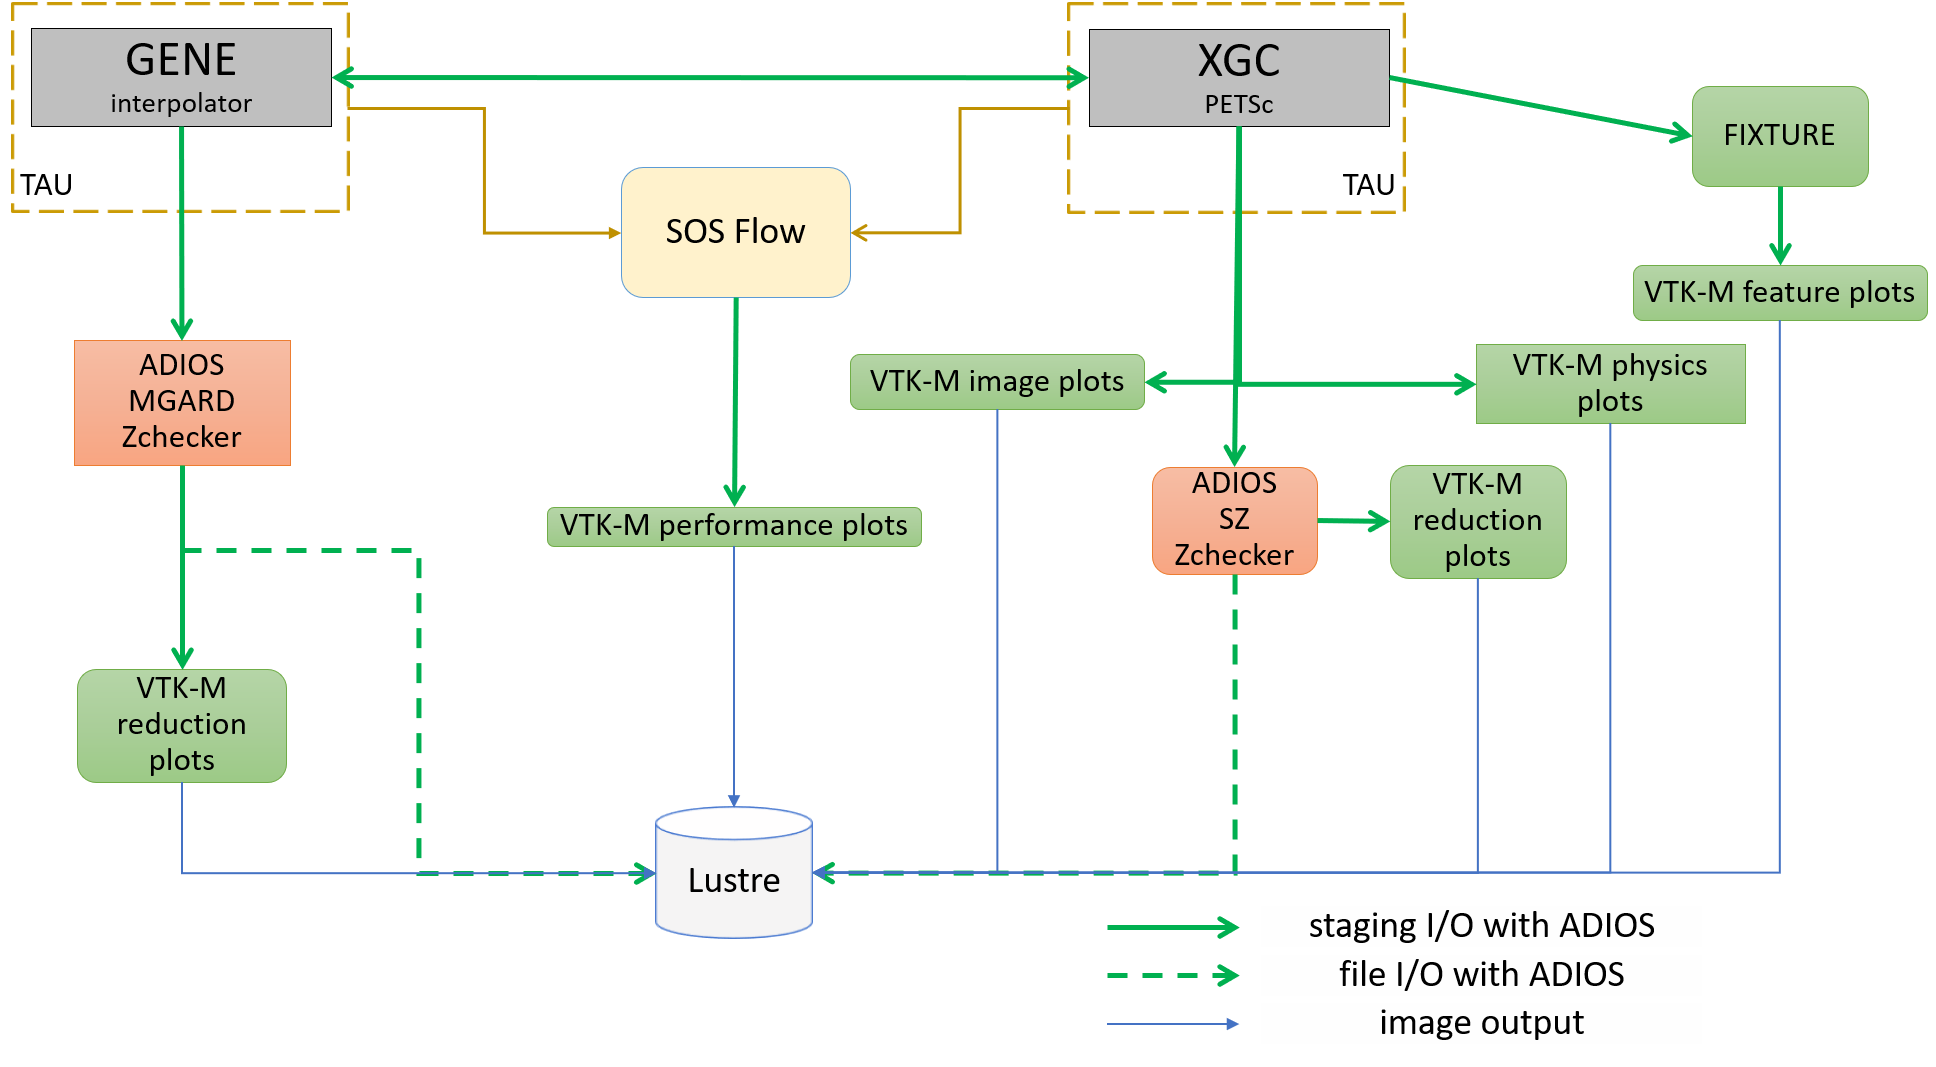 GENE
interpolator
TAU
XGC
PETSc
TAU
FIXTURE
SOS Flow
VTK-M feature plots
ADIOS
MGARD
Zchecker
VTK-M image plots
VTK-M physics
plots
ADIOS
SZ
Zchecker
VTK-M
reduction
plots
VTK-M performance plots
VTK-M
reduction
plots
Lustre
staging I/O with ADIOS
file I/O with ADIOS
image output